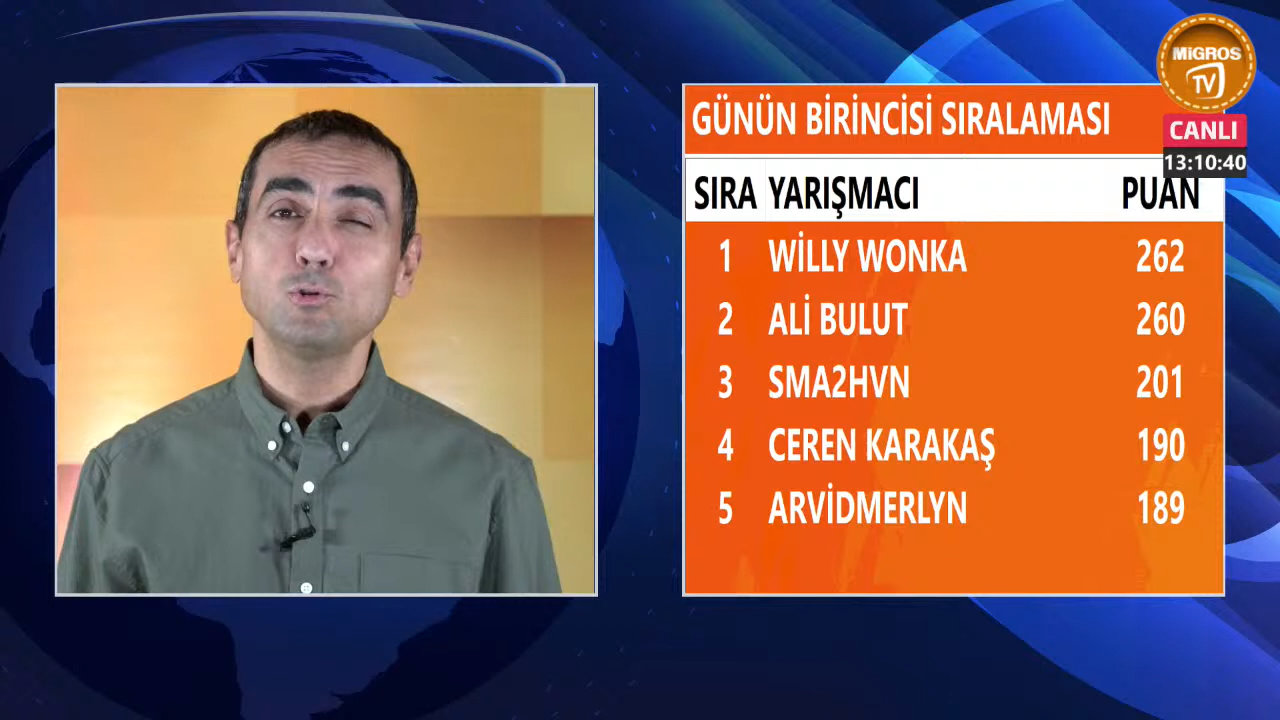 MiGROS
TV
CANLI
13:10:40
GÜNÜN BİRİNCİSİ SIRALAMASI
SIRA YARIŞMACI PUAN
1 WİLLY WONKA 262
2 ALİ BULUT 260
3 SMA2HVN 201
4 CEREN KARAKAŞ 190
5 ARVİDMERLYN 189